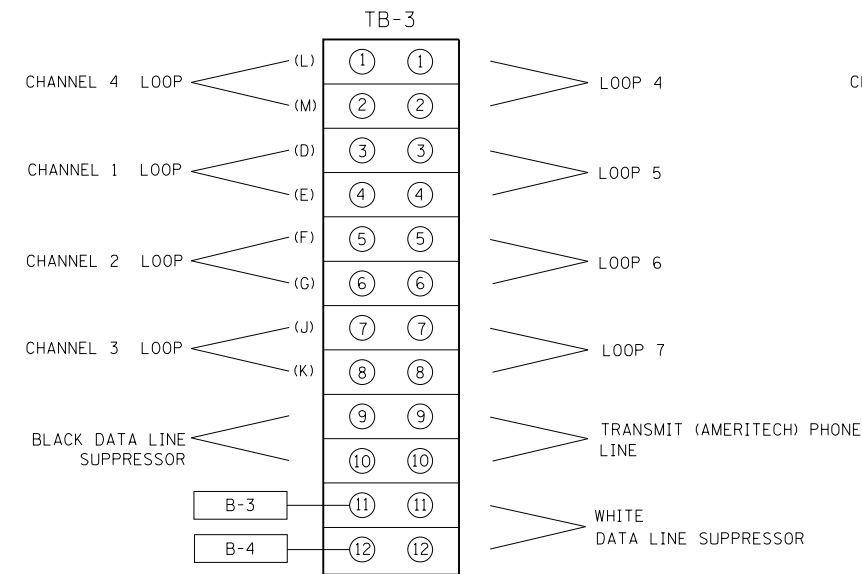 TB-3
CHANNEL 4 LOOP (L) 1 1 LOOP 4
(M) 2 2
CHANNEL 1 LOOP (D) 3 3 LOOP 5
(E) 4 4
CHANNEL 2 LOOP (F) 5 5 LOOP 6
(G) 6 6
CHANNEL 3 LOOP (J) 7 7 LOOP 7
(K) 8 8
BLACK DATA LINE 9 9 TRANSMIT (AMERITECH) PHONE
SUPPRESSOR 10 10 LINE
B-3 11 11 WHITE
B-4 12 12 DATA LINE SUPPRESSOR